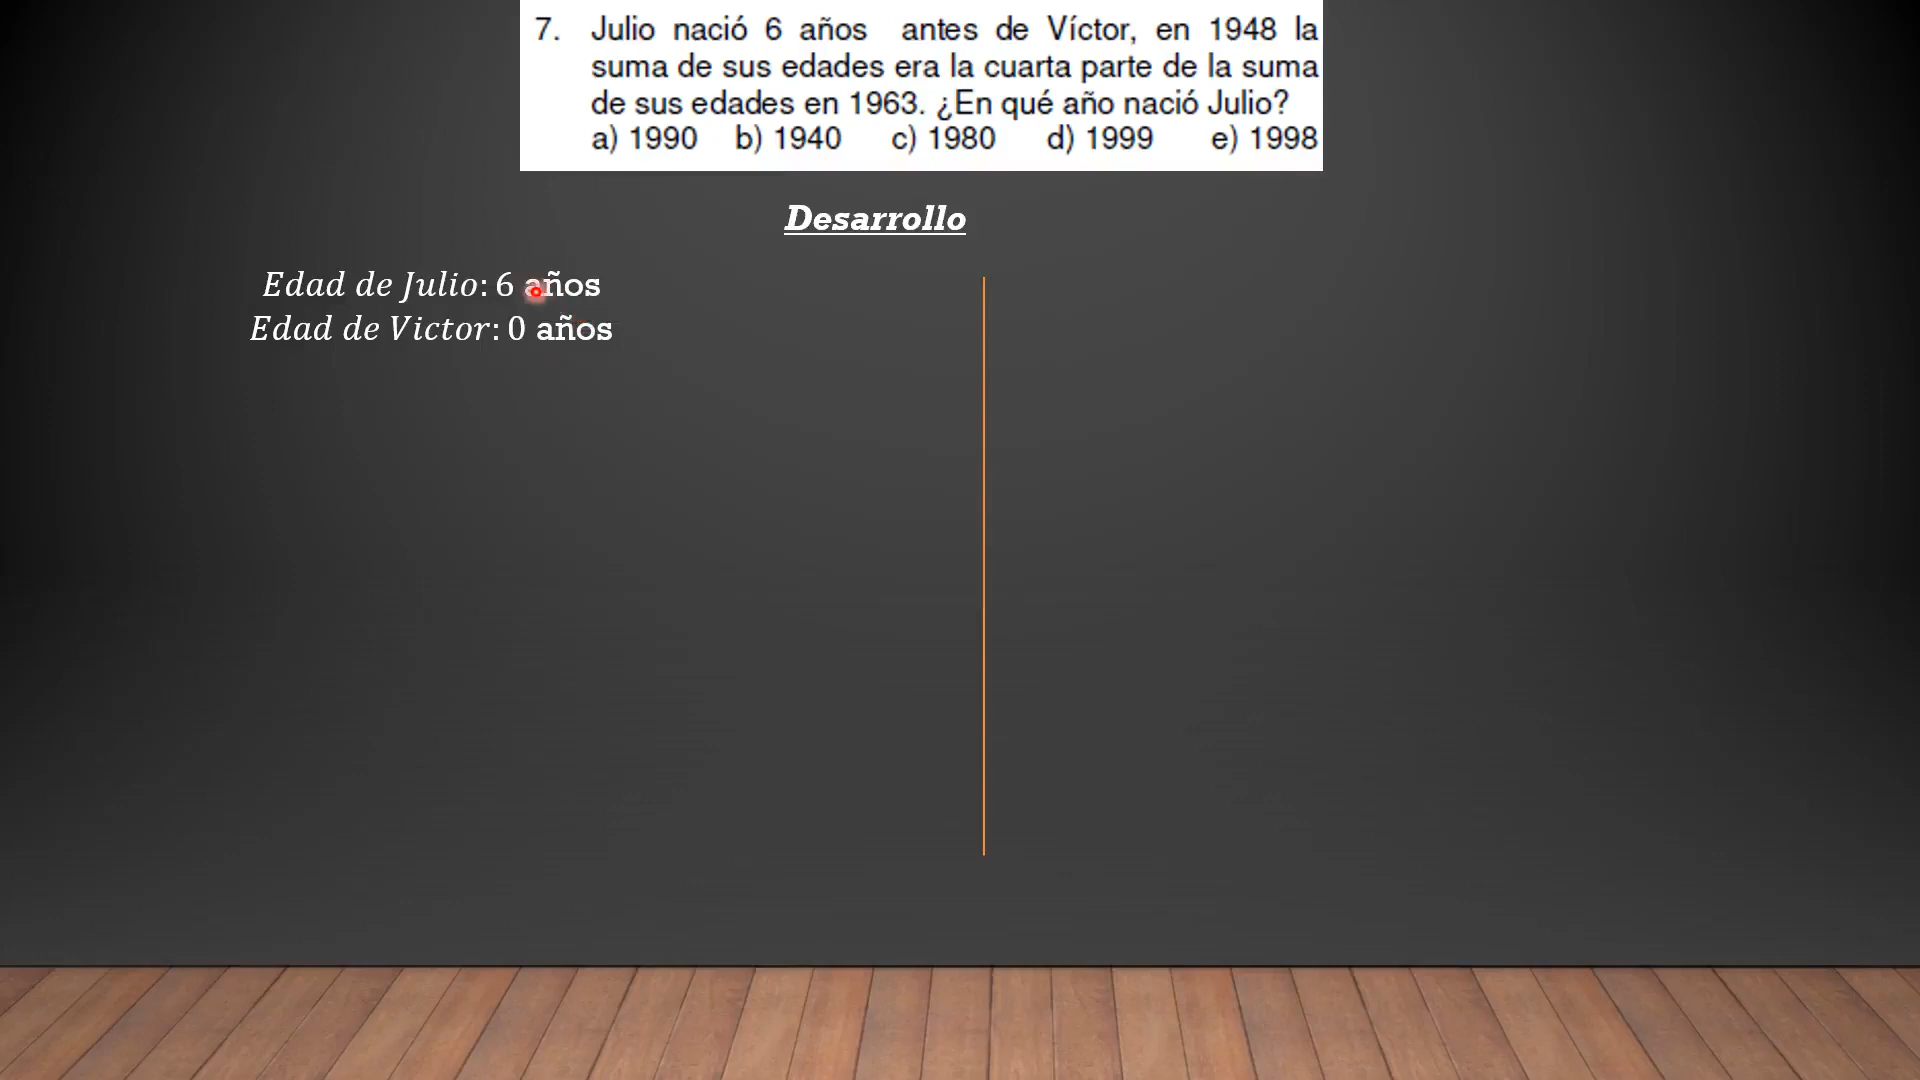 7. Julio nació 6 años antes de Víctor, en 1948 la
suma de sus edades era la cuarta parte de la suma
de sus edades en 1963. ¿En qué año nació Julio?
a) 1990 b) 1940 c) 1980 d) 1999 e) 1998
Desarrollo
Edad de Julio: 6 años
Edad de Victor: 0 años